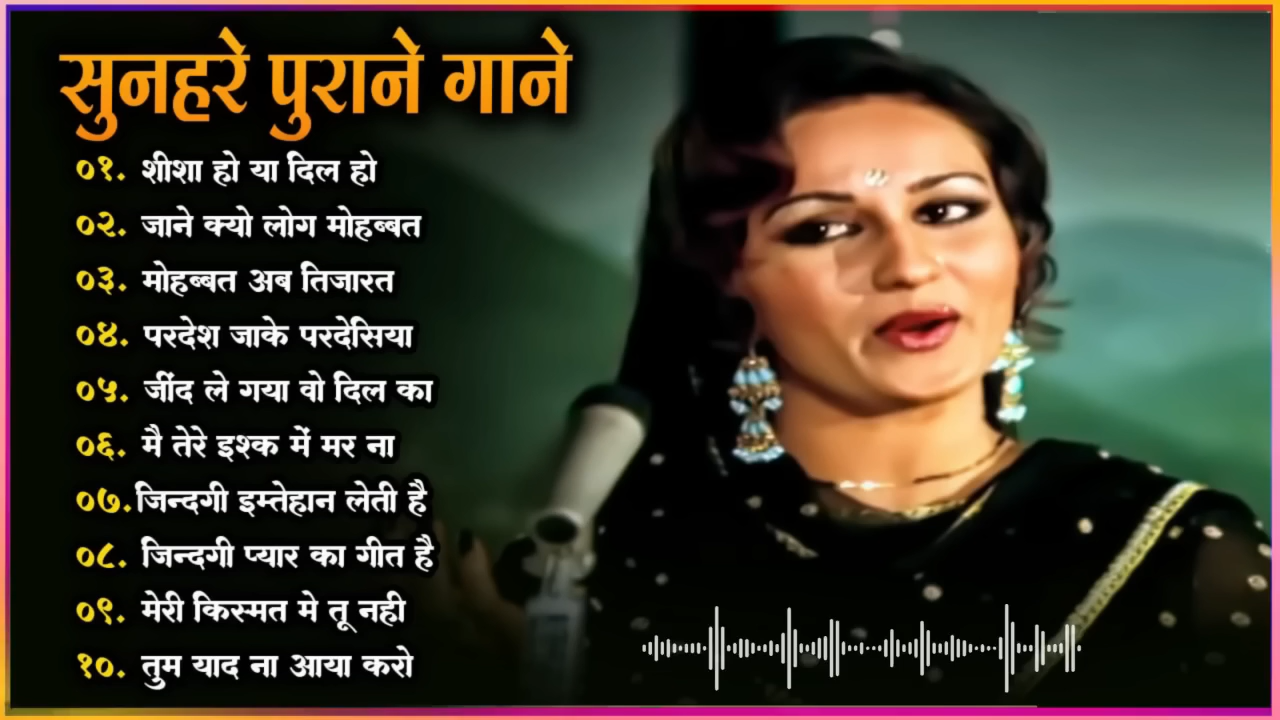 सुनहरे पुराने गाने
०१. शीशा हो या दिल हो
०२. जाने क्यो लोग मोहब्बत
०३. मोहब्बत अब तिजारत
०४. परदेश जाके परदेसिया
०५. जींद ले गया वो दिल का
०६. मै तेरे इश्क में मर ना
०७. जिन्दगी इम्तेहान लेती है
०८. जिन्दगी प्यार का गीत है
०९. मेरी किस्मत मे तू नही
१०. तुम याद ना आया करो